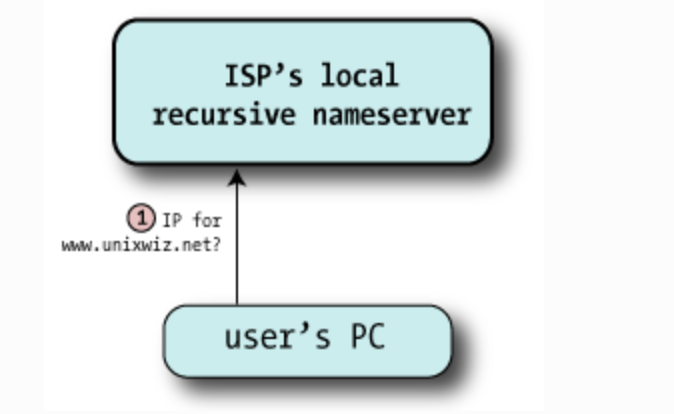 ISP’s local
recursive nameserver
1 IP for
www.unixwiz.net?
user’s PC